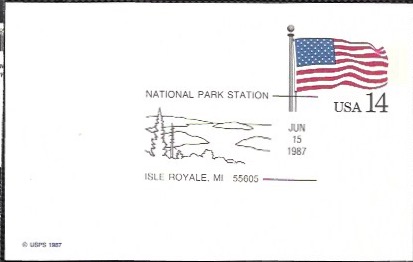 NATIONAL PARK STATION
USA 14
JUN
15
1987
ISLE ROYALE, MI 55605
© USPS 1987